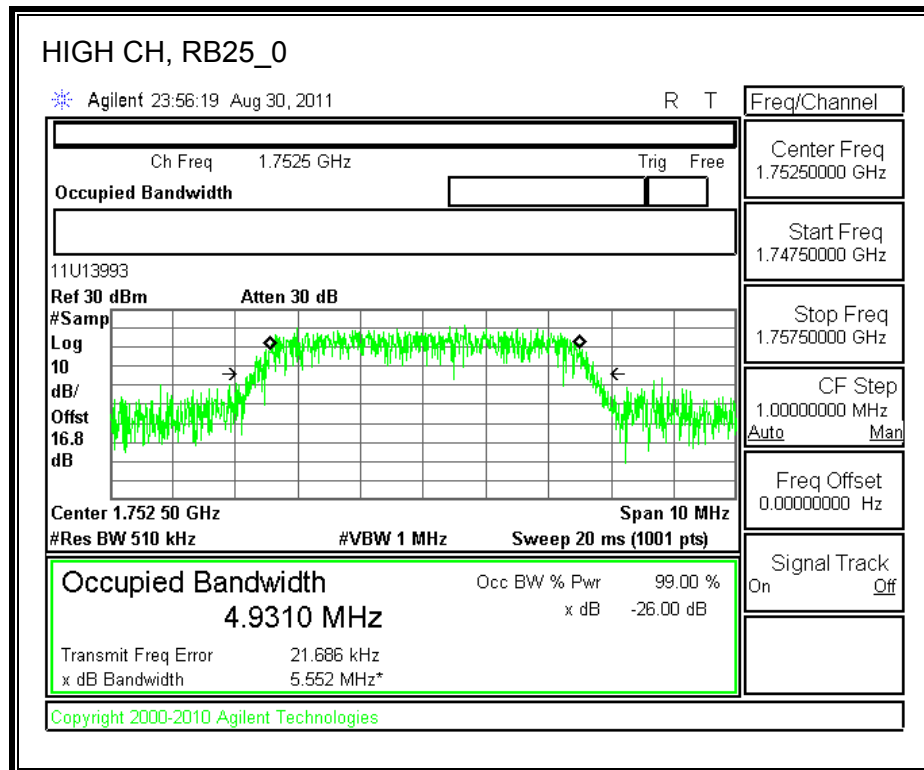 HIGH CH, RB25_0
Agilent 23:56:19 Aug 30, 2011 R T
Freq/Channel
Ch Freq 1.7525 GHz Trig Free
Occupied Bandwidth
Center Freq
1.75250000 GHz
Start Freq
1.74750000 GHz
11U13993
Ref 30 dBm Atten 30 dB
#Samp
Log
10
dB/
Offst
16.8
dB
Stop Freq
1.75750000 GHz
CF Step
1.00000000 MHz
Auto Man
Freq Offset
0.00000000 Hz
Center 1.752 50 GHz Span 10 MHz
#Res BW 510 kHz #VBW 1 MHz Sweep 20 ms (1001 pts)
Signal Track
On Off
Occupied Bandwidth Occ BW % Pwr 99.00 %
4.9310 MHz x dB -26.00 dB
Transmit Freq Error 21.686 kHz
x dB Bandwidth 5.552 MHz*
Copyright 2000-2010 Agilent Technologies